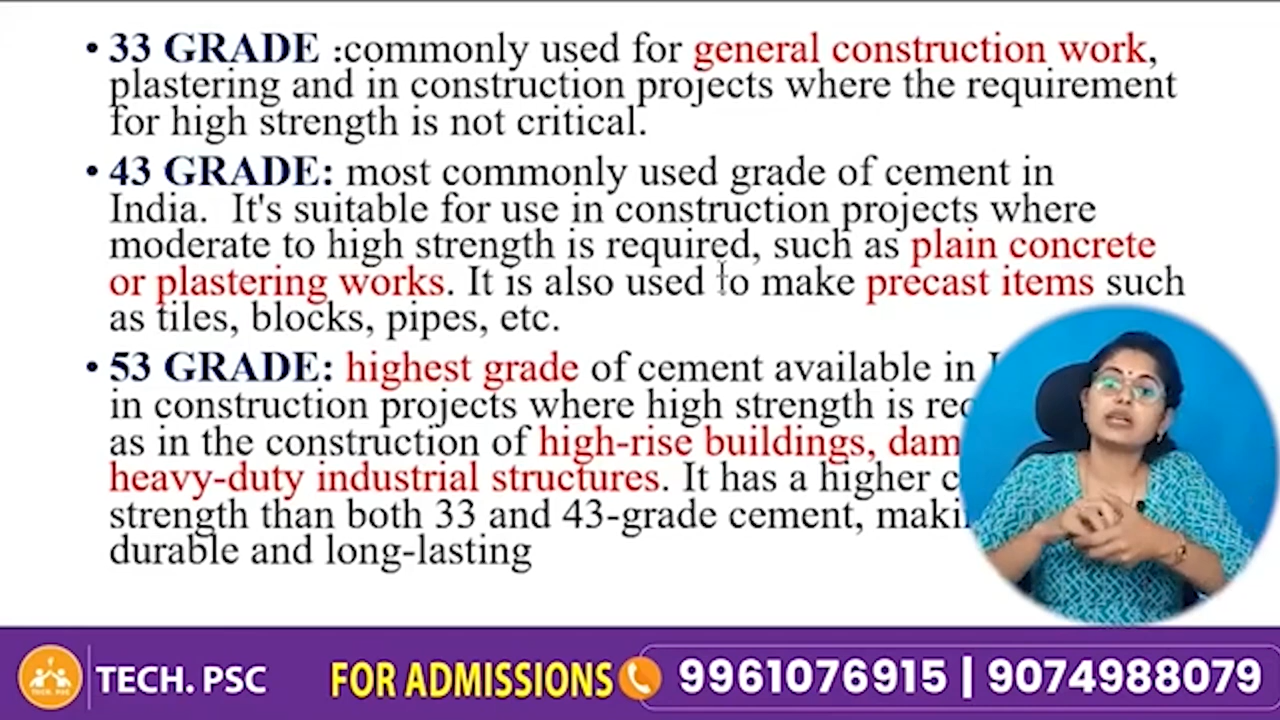 • 33 GRADE :commonly used for general construction work,
plastering and in construction projects where the requirement
for high strength is not critical.
• 43 GRADE: most commonly used grade of cement in
India. It's suitable for use in construction projects where
moderate to high strength is required, such as plain concrete
or plastering works. It is also used to make precast items such
as tiles, blocks, pipes, etc.
• 53 GRADE: highest grade of cement available in
in construction projects where high strength is
as in the construction of high-rise buildings,
heavy-duty industrial structures. It has a higher
strength than both 33 and 43-grade cement,
durable and long-lasting
TECH. PSC
TECH. PSC FOR ADMISSIONS 9961076915 | 9074988079